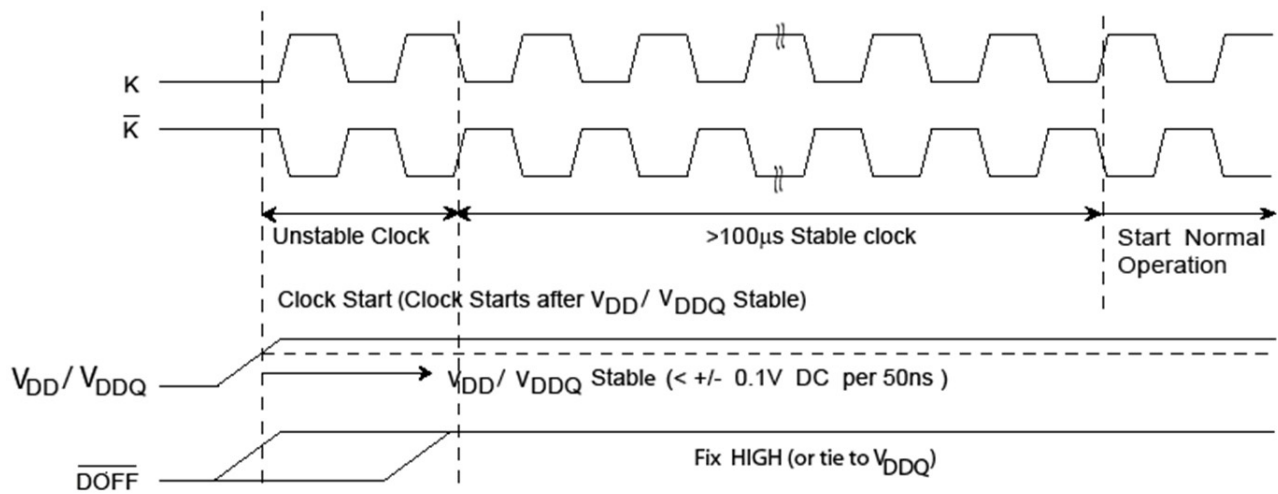 K
K̅
Unstable Clock
>100μs Stable clock
Start Normal
Operation
Clock Start (Clock Starts after VDD/ VDDQ Stable)
VDD/ VDDQ
VDD/ VDDQ Stable (< +/- 0.1V DC per 50ns )
D̅O̅F̅F̅
Fix HIGH (or tie to VDDQ)